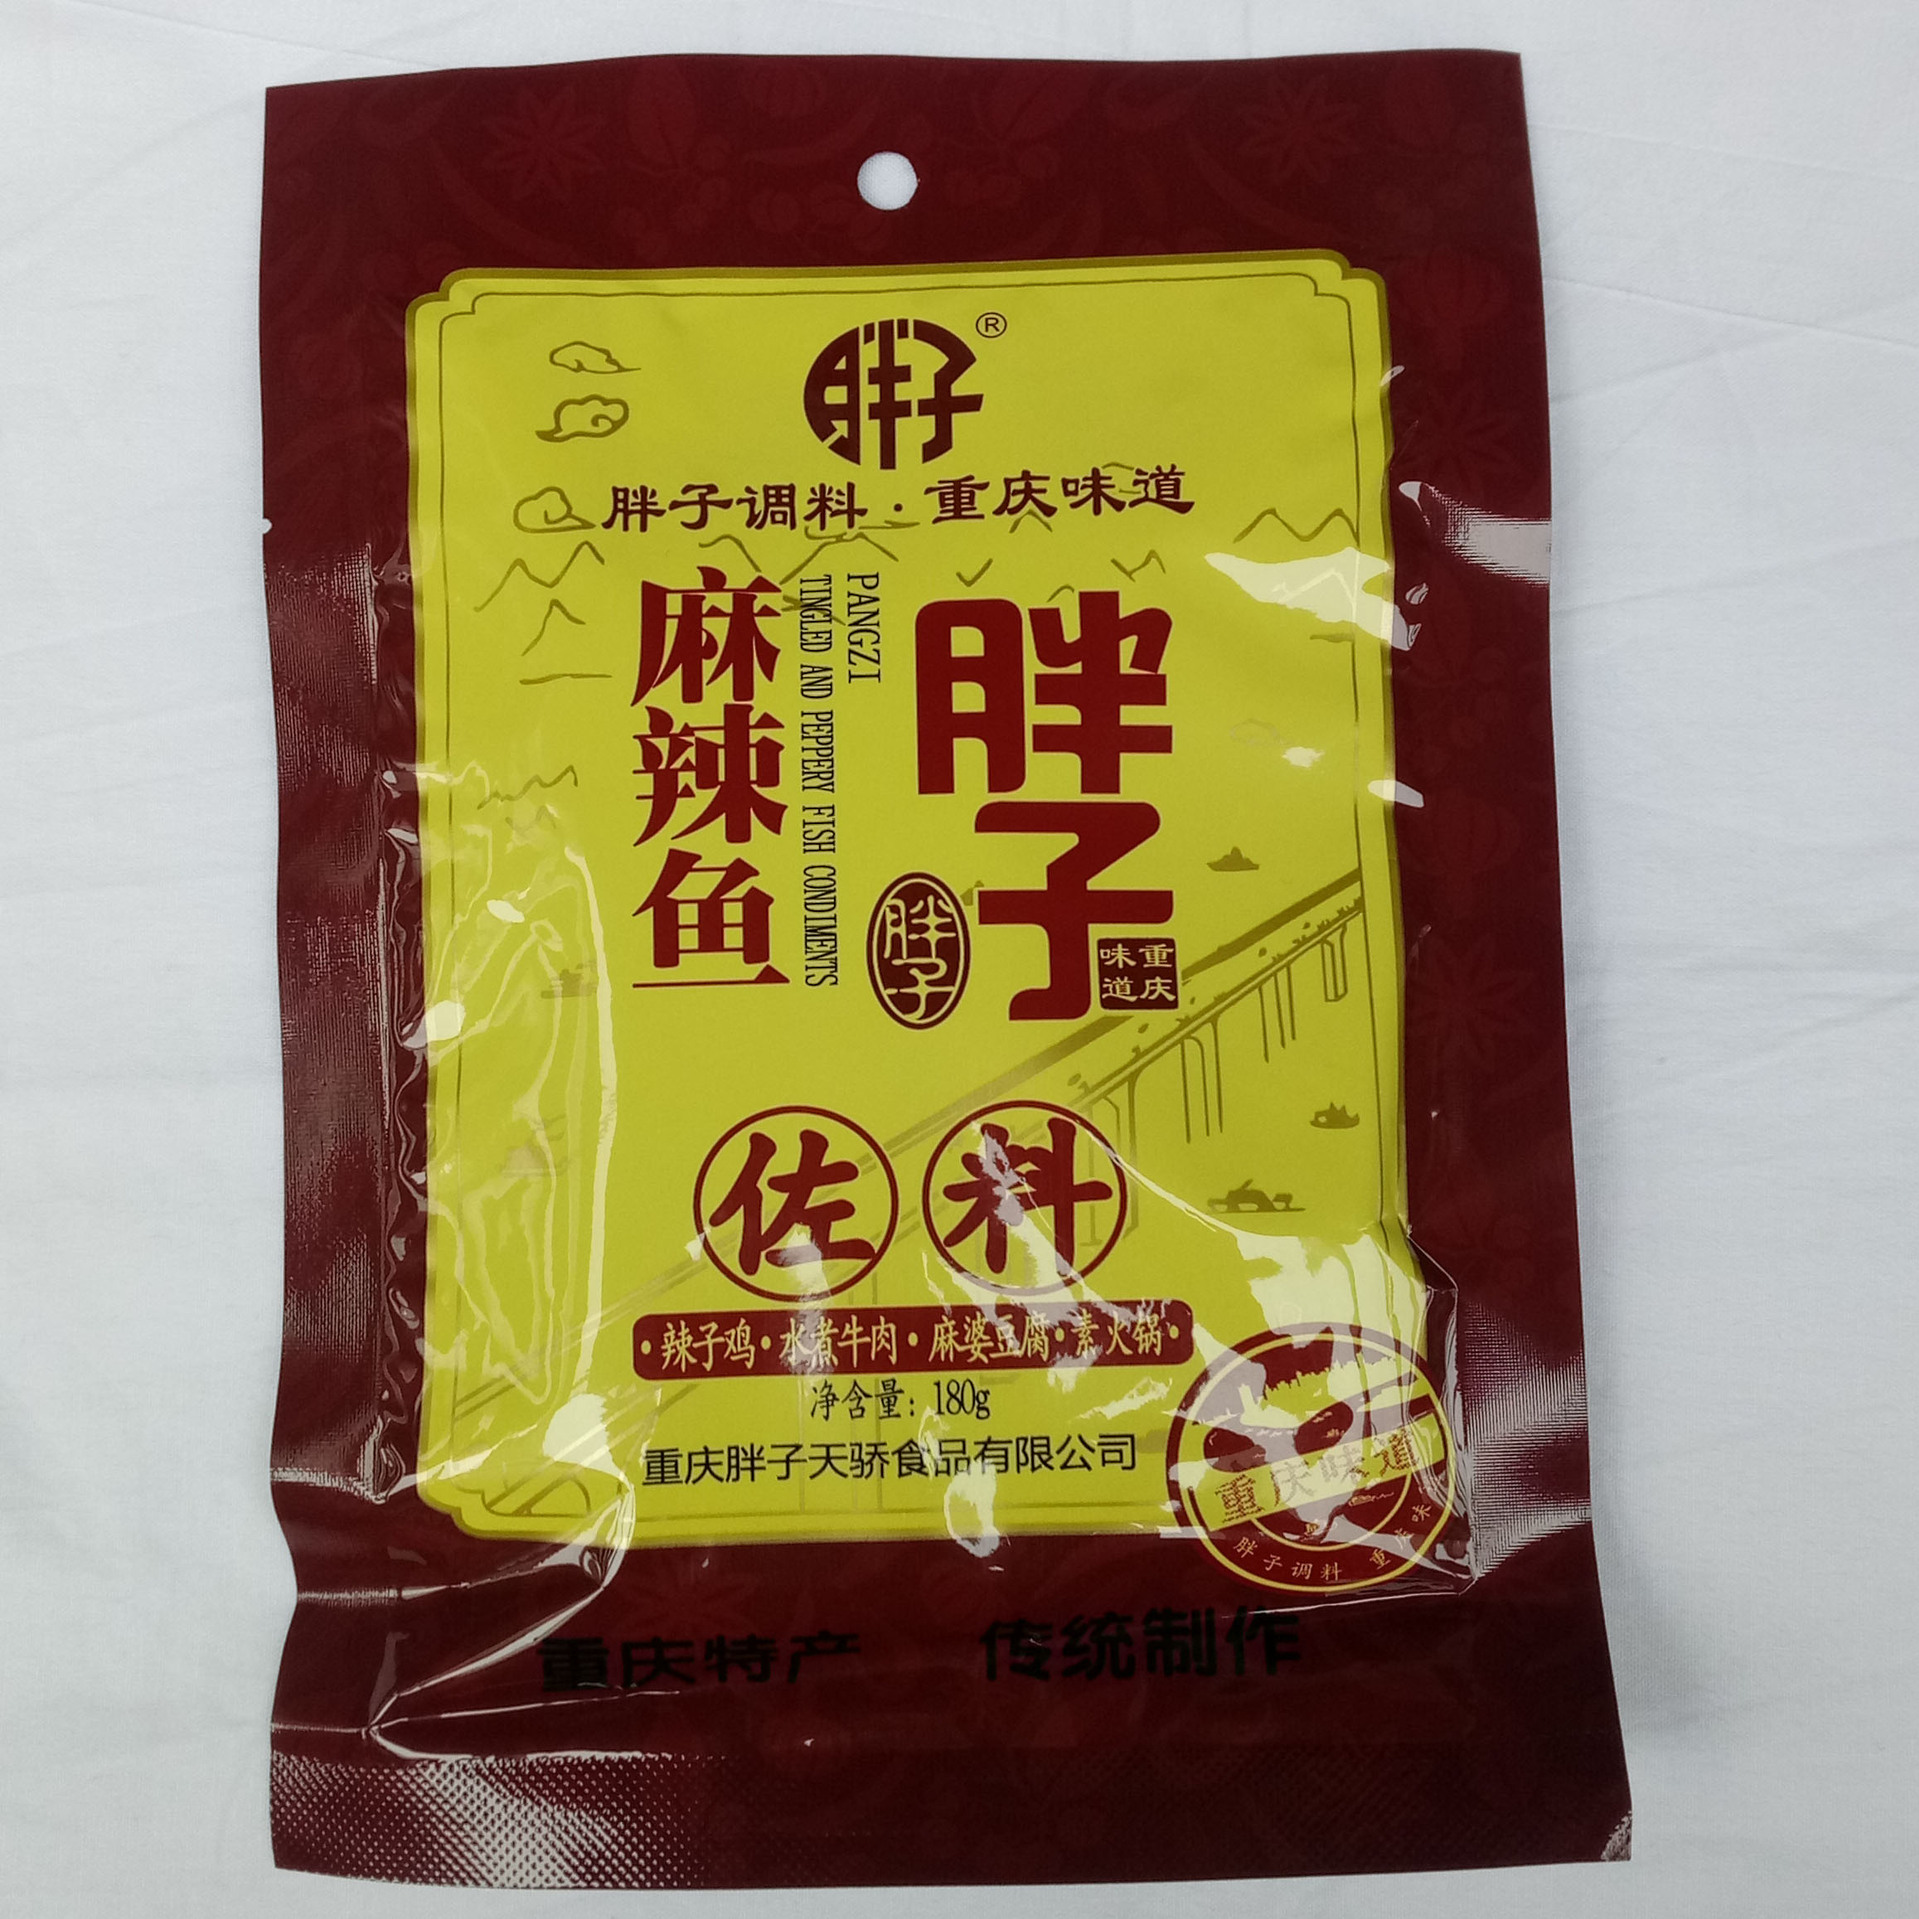 胖子®
胖子调料·重庆味道
胖子
重庆
味道
胖子
PANGZI
TINGLED AND PEPPERY FISH CONDIMENTS
麻辣鱼
佐料
·辣子鸡·水煮牛肉·麻婆豆腐·素火锅·
净含量：180g
重庆胖子天骄食品有限公司
重庆味道
胖子调料 重庆味
重庆特产 传统制作